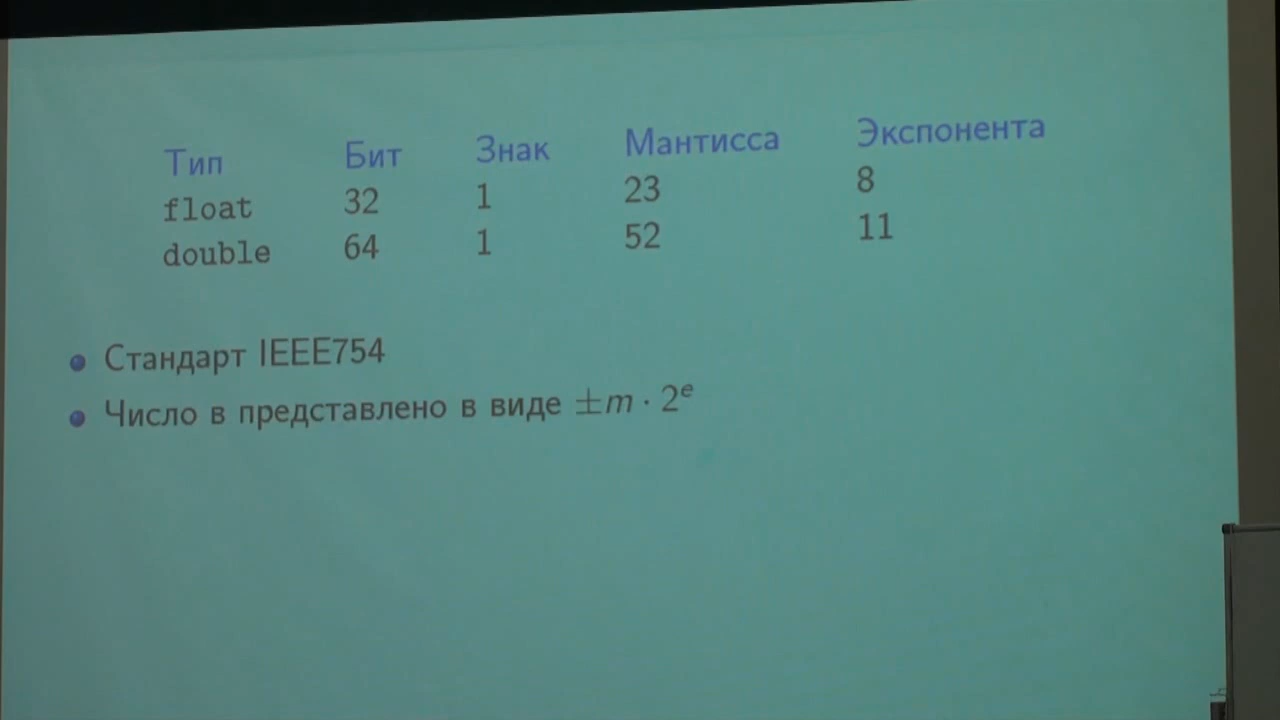 Тип Бит Знак Мантисса Экспонента
float 32 1 23 8
double 64 1 52 11
Стандарт IEEE754
Число в представлено в виде ±m · 2ᵉ